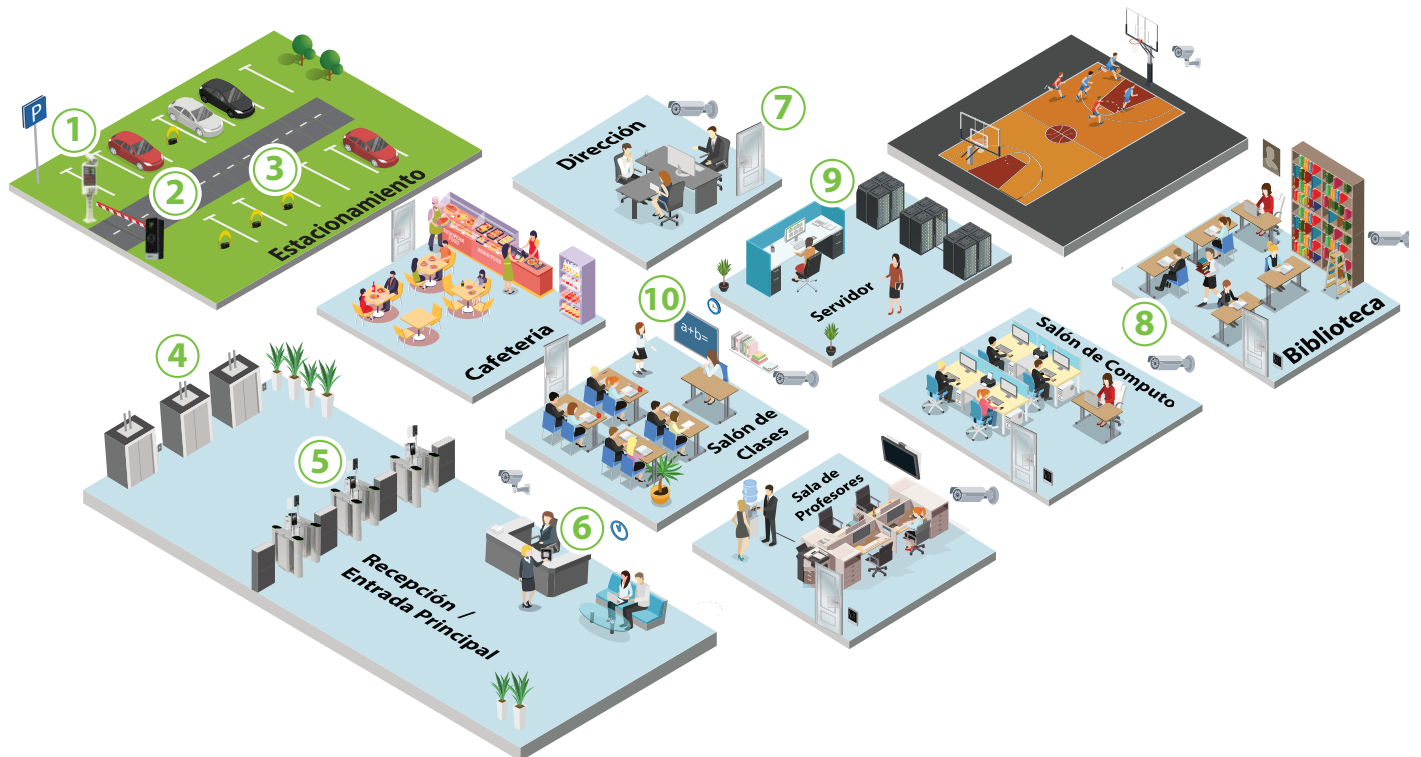 P
1
2
3
Estacionamiento
Dirección
7
9
Servidor
Biblioteca
Cafetería
10
a+b=
Salón de
Clases
Salón de Computo
8
4
5
6
Recepción /
Entrada Principal
Sala de
Profesores